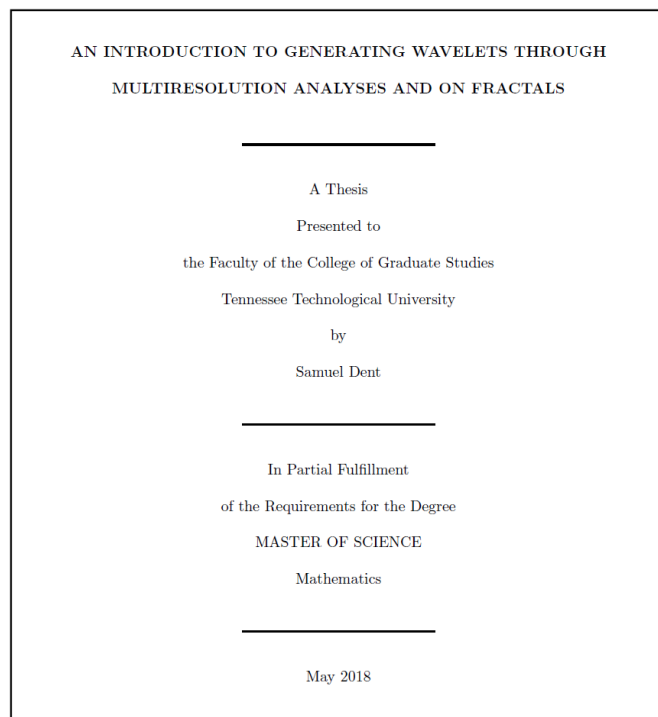 AN INTRODUCTION TO GENERATING WAVELETS THROUGH
MULTIRESOLUTION ANALYSES AND ON FRACTALS
A Thesis
Presented to
the Faculty of the College of Graduate Studies
Tennessee Technological University
by
Samuel Dent
In Partial Fulfillment
of the Requirements for the Degree
MASTER OF SCIENCE
Mathematics
May 2018